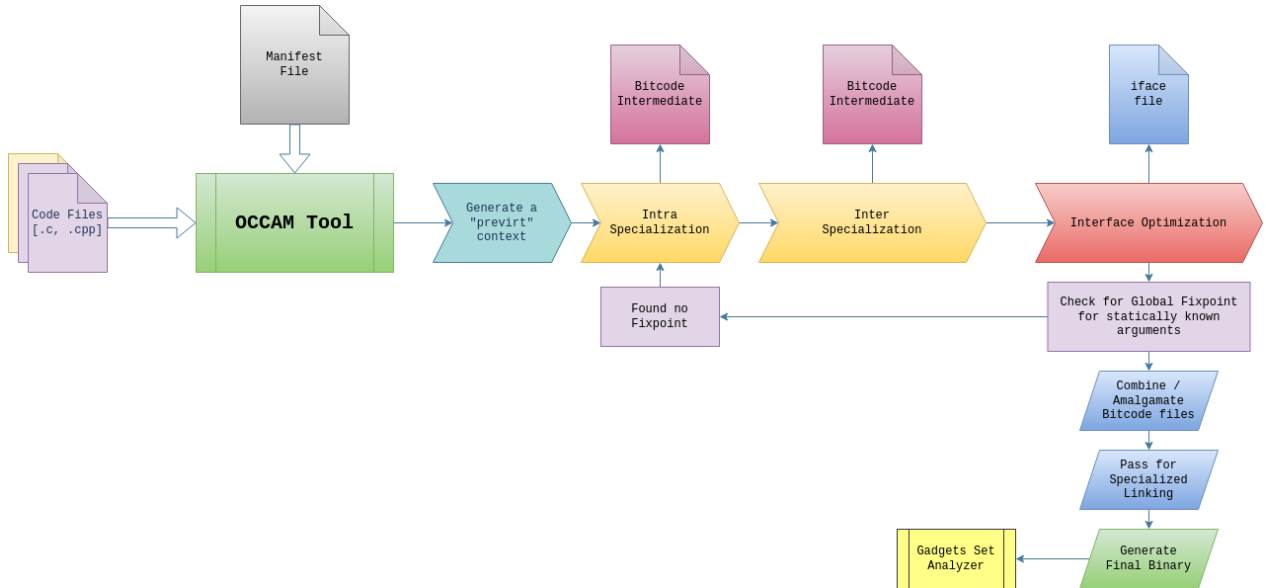 Manifest
File
Bitcode
Intermediate
Bitcode
Intermediate
iface
file
Code Files
[.c, .cpp]
OCCAM Tool
Generate a
"previrt"
context
Intra
Specialization
Inter
Specialization
Interface Optimization
Found no
Fixpoint
Check for Global Fixpoint
for statically known
arguments
Combine /
Amalgamate
Bitcode files
Pass for
Specialized
Linking
Gadgets Set
Analyzer
Generate
Final Binary